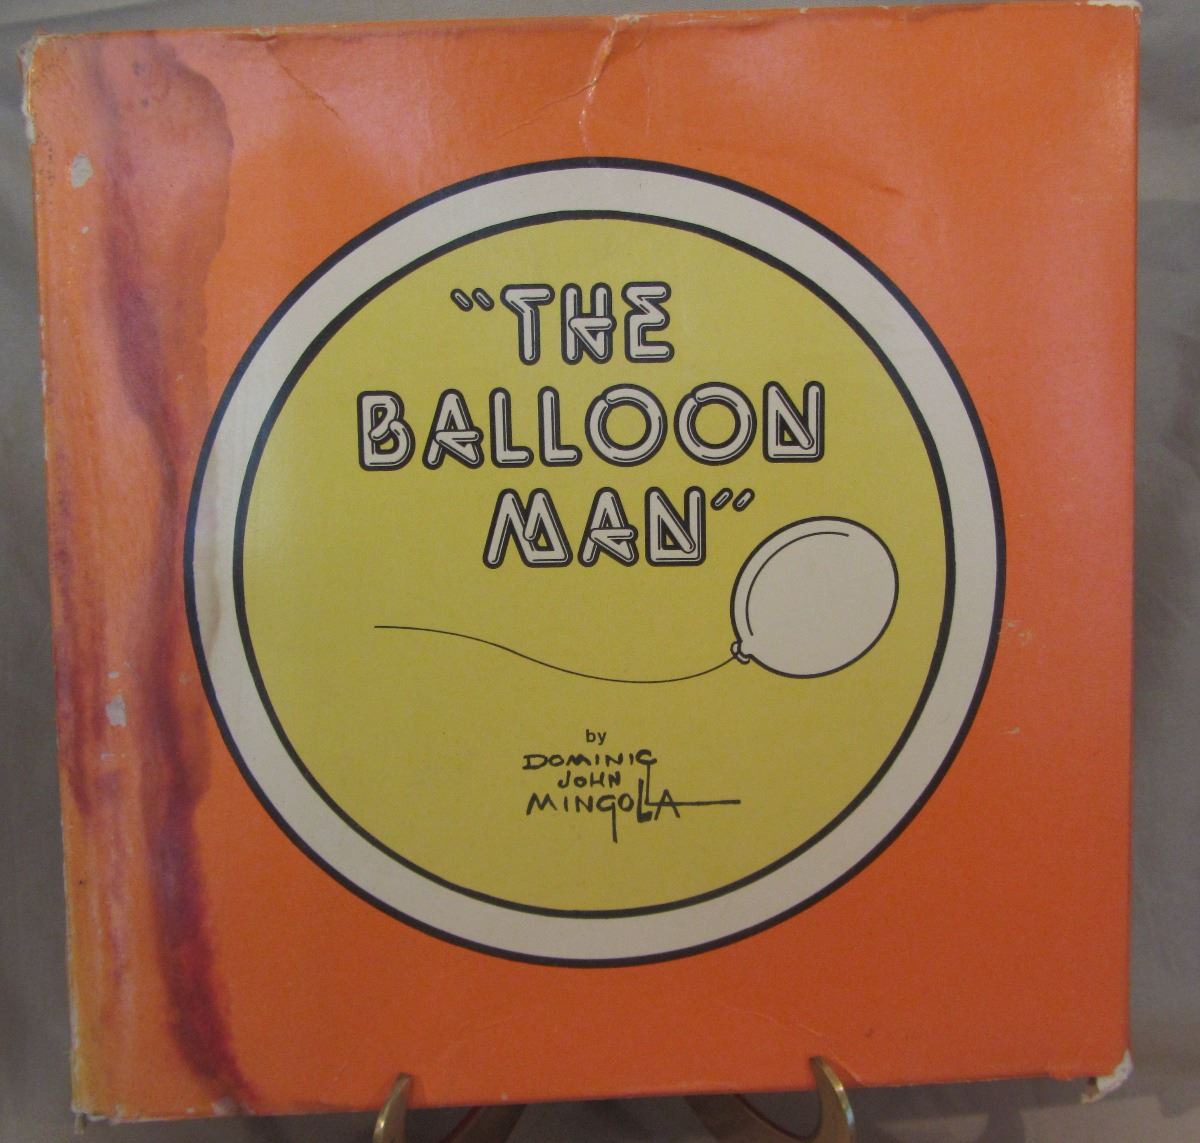 "THE
BALLOON
MAN"
by
DOMINIC
JOHN
MINGOLLA